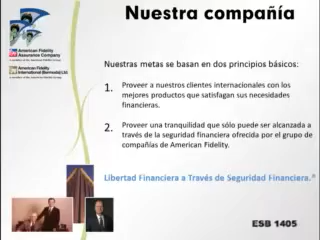 Nuestra compañía
American Fidelity
Assurance Company
American Fidelity
International (Bermuda) Ltd.
Nuestras metas se basan en dos principios básicos:
1. Proveer a nuestros clientes internacionales con los
mejores productos que satisfagan sus necesidades
financieras.
2. Proveer una tranquilidad que sólo puede ser alcanzada a
través de la seguridad financiera ofrecida por el grupo de
compañías de American Fidelity.
Libertad Financiera a Través de Seguridad Financiera.®
ESB 1405